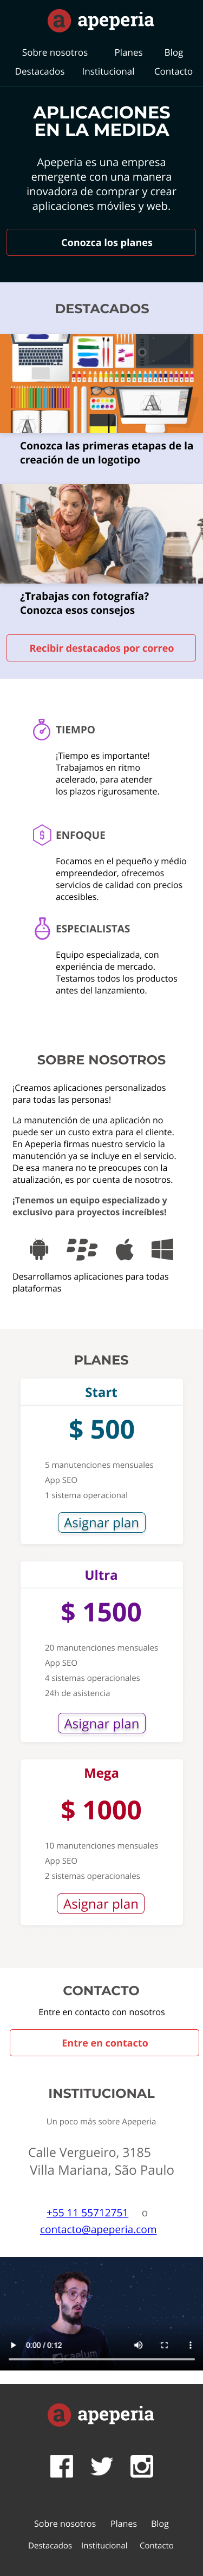 apeperia
Sobre nosotros Planes Blog
Destacados Institucional Contacto
APLICACIONES
EN LA MEDIDA
Apeperia es una empresa
emergente con una manera
inovadora de comprar y crear
aplicaciones móviles y web.
Conozca los planes
DESTACADOS
Conozca las primeras etapas de la
creación de un logotipo
¿Trabajas con fotografía?
Conozca esos consejos
Recibir destacados por correo
TIEMPO
¡Tiempo es importante!
Trabajamos en ritmo
acelerado, para atender
los plazos rigurosamente.
ENFOQUE
Focamos en el pequeño y médio
empreendedor, ofrecemos
servicios de calidad con precios
accesibles.
ESPECIALISTAS
Equipo especializada, con
experiéncia de mercado.
Testamos todos los productos
antes del lanzamiento.
SOBRE NOSOTROS
¡Creamos aplicaciones personalizados
para todas las personas!
La manutención de una aplicación no
puede ser un custo extra para el cliente.
En Apeperia firmas nuestro servicio la
manutención ya se incluye en el servicio.
De esa manera no te preocupes con la
atualización, es por cuenta de nosotros.
¡Tenemos un equipo especializado y
exclusivo para proyectos increíbles!
Desarrollamos aplicaciones para todas
plataformas
PLANES
Start
$ 500
5 manutenciones mensuales
App SEO
1 sistema operacional
Asignar plan
Ultra
$ 1500
20 manutenciones mensuales
App SEO
4 sistemas operacionales
24h de asistencia
Asignar plan
Mega
$ 1000
10 manutenciones mensuales
App SEO
2 sistemas operacionales
Asignar plan
CONTACTO
Entre en contacto con nosotros
Entre en contacto
INSTITUCIONAL
Un poco más sobre Apeperia
Calle Vergueiro, 3185
Villa Mariana, São Paulo
+55 11 55712751 o
contacto@apeperia.com
0:00 / 0:12
caelum
apeperia
Sobre nosotros Planes Blog
Destacados Institucional Contacto